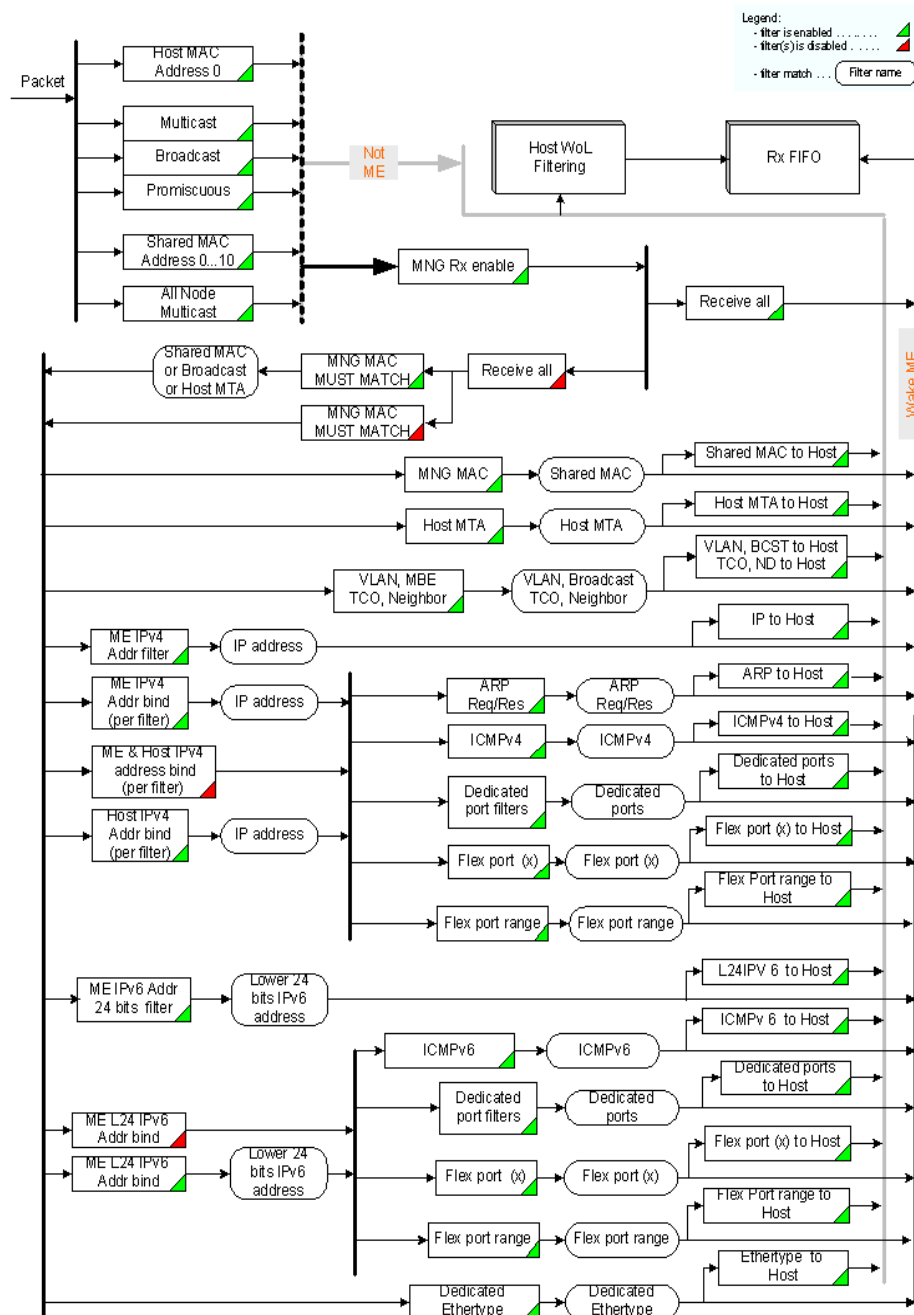 Legend:
- filter is enabled . . . . . . . .
- filter(s) is disabled . . . . .
- filter match . . . Filter name
Packet
Host MAC
Address 0
Multicast
Broadcast
Promiscuous
Shared MAC
Address 0...10
All Node
Multicast
Not
ME
Host WoL
Filtering
Rx FIFO
MNG Rx enable
Receive all
Shared MAC
or Broadcast
or Host MTA
MNG MAC
MUST MATCH
Receive all
MNG MAC
MUST MATCH
Wake ME
MNG MAC
Shared MAC
Shared MAC to Host
Host MTA
Host MTA
Host MTA to Host
VLAN, MBE
TCO, Neighbor
VLAN, Broadcast
TCO, Neighbor
VLAN, BCST to Host
TCO, ND to Host
ME IPv4
Addr filter
IP address
IP to Host
ME IPv4
Addr bind
(per filter)
IP address
ARP
Req/Res
ARP
Req/Res
ARP to Host
ICMPv4
ICMPv4
ICMPv4 to Host
ME & Host IPv4
address bind
(per filter)
Dedicated
port filters
Dedicated
ports
Dedicated ports
to Host
Host IPv4
Addr bind
(per filter)
IP address
Flex port (x)
Flex port (x)
Flex port (x) to Host
Flex port range
Flex port range
Flex Port range to
Host
ME IPv6 Addr
24 bits filter
Lower 24
bits IPv6
address
L24IPV 6 to Host
ICMPv6
ICMPv6
ICMPv 6 to Host
ME L24 IPv6
Addr bind
Dedicated
port filters
Dedicated
ports
Dedicated ports
to Host
ME L24 IPv6
Addr bind
Lower 24
bits IPv6
address
Flex port (x)
Flex port (x)
Flex port (x) to Host
Flex port range
Flex port range
Flex Port range to
Host
Dedicated
Ethertype
Dedicated
Ethertype
Ethertype to
Host